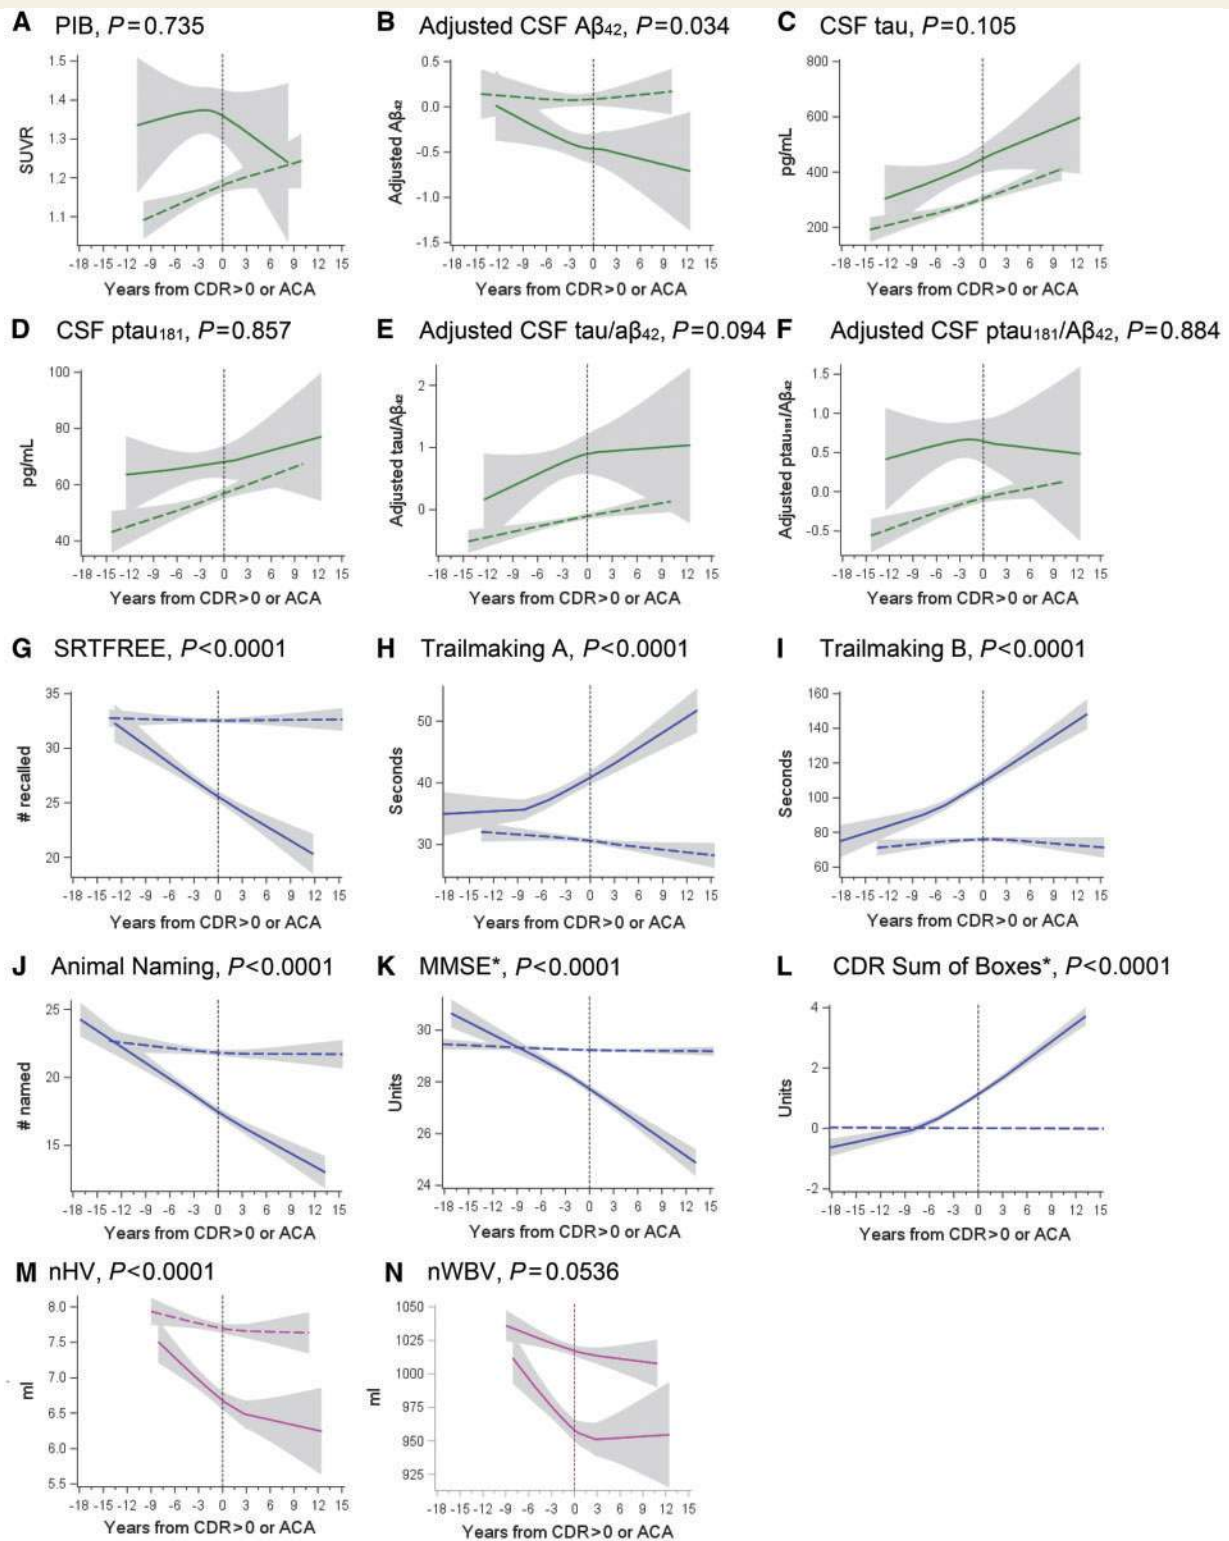 A PIB, P=0.735
B Adjusted CSF Aβ42, P=0.034
C CSF tau, P=0.105
SUVR
1.5
1.4
1.3
1.2
1.1
-18 -15 -12 -9 -6 -3 0 3 6 9 12 15
Years from CDR>0 or ACA
Adjusted Aβ42
0.5
0.0
-0.5
-1.0
-1.5
-18 -15 -12 -9 -6 -3 0 3 6 9 12 15
Years from CDR>0 or ACA
pg/mL
800
600
400
200
-18 -15 -12 -9 -6 -3 0 3 6 9 12 15
Years from CDR>0 or ACA
D CSF ptau181, P=0.857
E Adjusted CSF tau/aβ42, P=0.094
F Adjusted CSF ptau181/Aβ42, P=0.884
pg/mL
100
80
60
40
-18 -15 -12 -9 -6 -3 0 3 6 9 12 15
Years from CDR>0 or ACA
Adjusted tau/Aβ42
2
1
0
-18 -15 -12 -9 -6 -3 0 3 6 9 12 15
Years from CDR>0 or ACA
Adjusted ptau181/Aβ42
1.5
1.0
0.5
0.0
-0.5
-18 -15 -12 -9 -6 -3 0 3 6 9 12 15
Years from CDR>0 or ACA
G SRTFREE, P<0.0001
H Trailmaking A, P<0.0001
I Trailmaking B, P<0.0001
# recalled
35
30
25
20
-18 -15 -12 -9 -6 -3 0 3 6 9 12 15
Years from CDR>0 or ACA
Seconds
50
40
30
-18 -15 -12 -9 -6 -3 0 3 6 9 12 15
Years from CDR>0 or ACA
Seconds
160
140
120
100
80
60
-18 -15 -12 -9 -6 -3 0 3 6 9 12 15
Years from CDR>0 or ACA
J Animal Naming, P<0.0001
K MMSE*, P<0.0001
L CDR Sum of Boxes*, P<0.0001
# named
25
20
15
-18 -15 -12 -9 -6 -3 0 3 6 9 12 15
Years from CDR>0 or ACA
Units
30
28
26
24
-18 -15 -12 -9 -6 -3 0 3 6 9 12 15
Years from CDR>0 or ACA
Units
4
2
0
-2
-18 -15 -12 -9 -6 -3 0 3 6 9 12 15
Years from CDR>0 or ACA
M nHV, P<0.0001
N nWBV, P=0.0536
ml
8.0
7.5
7.0
6.5
6.0
5.5
-18 -15 -12 -9 -6 -3 0 3 6 9 12 15
Years from CDR>0 or ACA
ml
1050
1025
1000
975
950
925
-18 -15 -12 -9 -6 -3 0 3 6 9 12 15
Years from CDR>0 or ACA